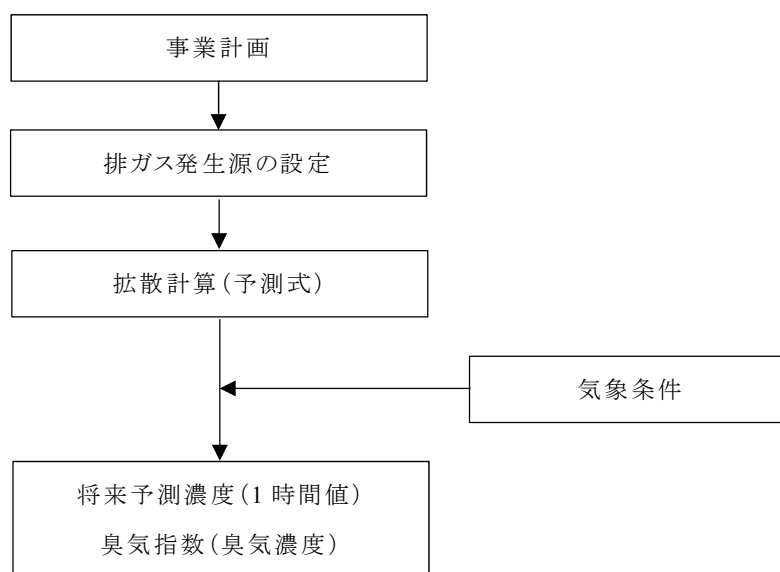 事業計画
排ガス発生源の設定
拡散計算(予測式)
気象条件
将来予測濃度(1時間値)
臭気指数(臭気濃度)